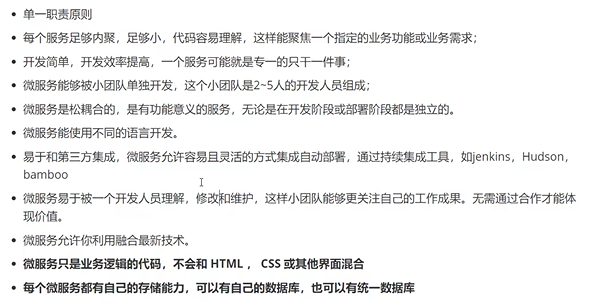 单一职责原则
每个服务足够内聚，足够小，代码容易理解，这样能聚焦一个指定的业务功能或业务需求；
开发简单，开发效率提高，一个服务可能就是专一的只干一件事；
微服务能够被小团队单独开发，这个小团队是2~5人的开发人员组成；
微服务是松耦合的，是有功能意义的服务，无论是在开发阶段或部署阶段都是独立的。
微服务能使用不同的语言开发。
易于和第三方集成，微服务允许容易且灵活的方式集成自动部署，通过持续集成工具，如jenkins，Hudson，
bamboo
微服务易于被一个开发人员理解，修改和维护，这样小团队能够更关注自己的工作成果。无需通过合作才能体
现价值。
微服务允许你利用融合最新技术。
微服务只是业务逻辑的代码，不会和 HTML ， CSS 或其他界面混合
每个微服务都有自己的存储能力，可以有自己的数据库，也可以有统一数据库